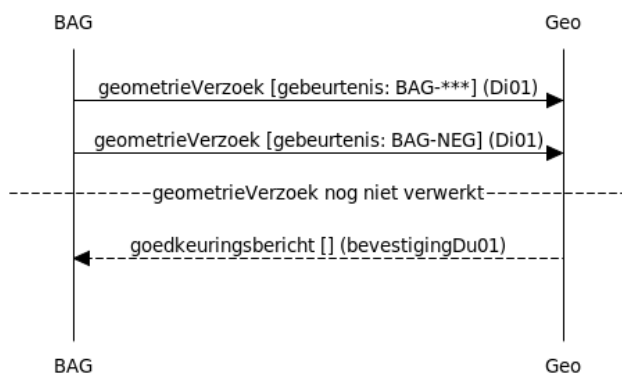 BAG Geo
geometrieVerzoek [gebeurtenis: BAG-***] (Di01)
geometrieVerzoek [gebeurtenis: BAG-NEG] (Di01)
geometrieVerzoek nog niet verwerkt
goedkeuringsbericht [] (bevestigingDu01)
BAG Geo